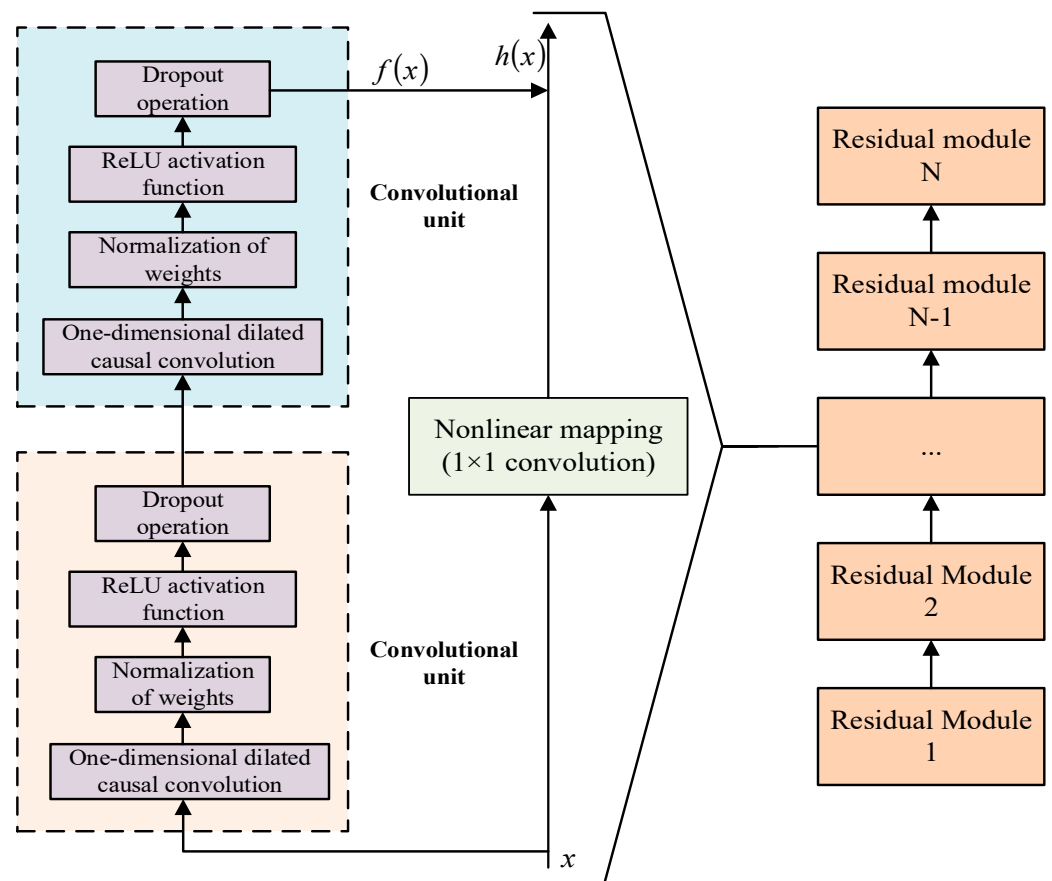 Dropout
operation
ReLU activation
function
Normalization of
weights
One-dimensional dilated
causal convolution
f(x)
h(x)
Convolutional
unit
Nonlinear mapping
(1×1 convolution)
Dropout
operation
ReLU activation
function
Normalization
of weights
One-dimensional dilated
causal convolution
Convolutional
unit
x
Residual module
N
Residual module
N-1
...
Residual Module
2
Residual Module
1